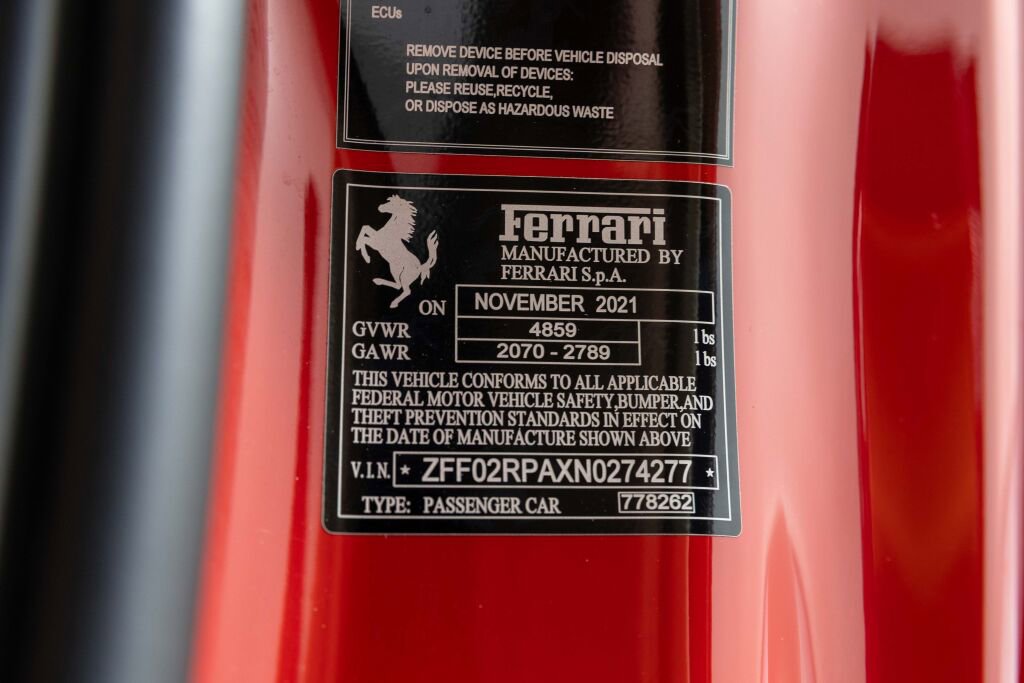 ECUs
REMOVE DEVICE BEFORE VEHICLE DISPOSAL
UPON REMOVAL OF DEVICES:
PLEASE REUSE,RECYCLE,
OR DISPOSE AS HAZARDOUS WASTE
Ferrari
MANUFACTURED BY
FERRARI S.p.A.
ON NOVEMBER 2021
GVWR 4859 lbs
GAWR 2070 - 2789 lbs
THIS VEHICLE CONFORMS TO ALL APPLICABLE
FEDERAL MOTOR VEHICLE SAFETY,BUMPER,AND
THEFT PREVENTION STANDARDS IN EFFECT ON
THE DATE OF MANUFACTURE SHOWN ABOVE
V.I.N. * ZFF02RPAXN0274277 *
TYPE: PASSENGER CAR 778262